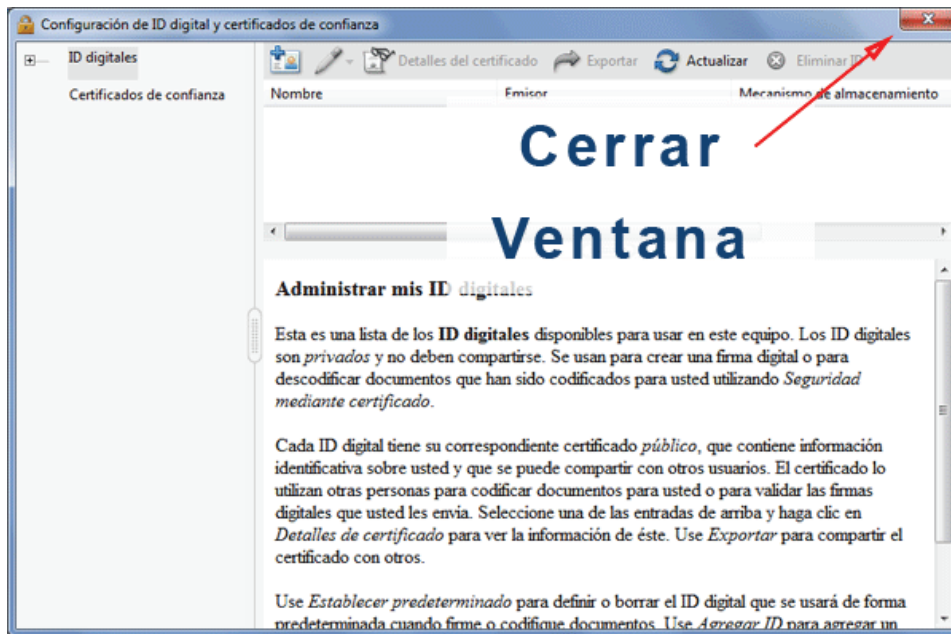 Configuración de ID digital y certificados de confianza
ID digitales
Certificados de confianza
Detalles del certificado Exportar Actualizar Eliminar ID
Nombre Emisor Mecanismo de almacenamiento
Cerrar
Ventana
Administrar mis ID digitales
Esta es una lista de los ID digitales disponibles para usar en este equipo. Los ID digitales
son privados y no deben compartirse. Se usan para crear una firma digital o para
descodificar documentos que han sido codificados para usted utilizando Seguridad
mediante certificado.
Cada ID digital tiene su correspondiente certificado público, que contiene información
identificativa sobre usted y que se puede compartir con otros usuarios. El certificado lo
utilizan otras personas para codificar documentos para usted o para validar las firmas
digitales que usted les envia. Seleccione una de las entradas de arriba y haga clic en
Detalles de certificado para ver la información de éste. Use Exportar para compartir el
certificado con otros.
Use Establecer predeterminado para definir o borrar el ID digital que se usará de forma
predeterminada cuando firme o codifique documentos. Use Agregar ID para agregar un